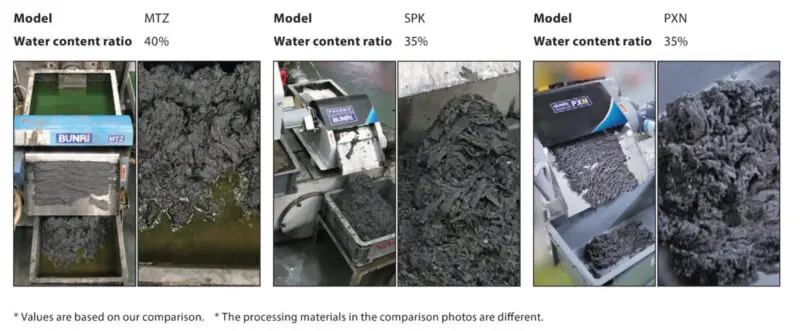 Model MTZ
Water content ratio 40%
Model SPK
Water content ratio 35%
Model PXN
Water content ratio 35%
BUNRI MTZ
BUNRI
BUNRI PXN
* Values are based on our comparison. * The processing materials in the comparison photos are different.